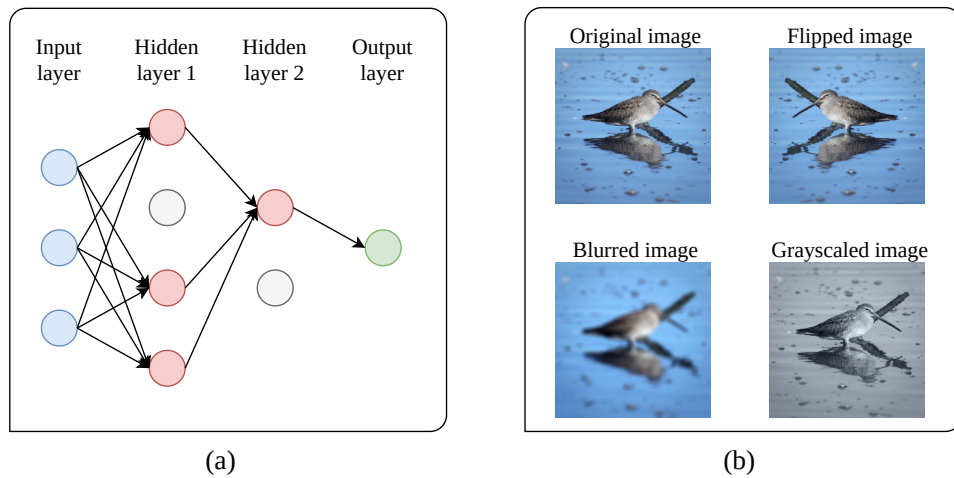 Input
layer
Hidden
layer 1
Hidden
layer 2
Output
layer
(a)
Original image
Flipped image
Blurred image
Grayscaled image
(b)